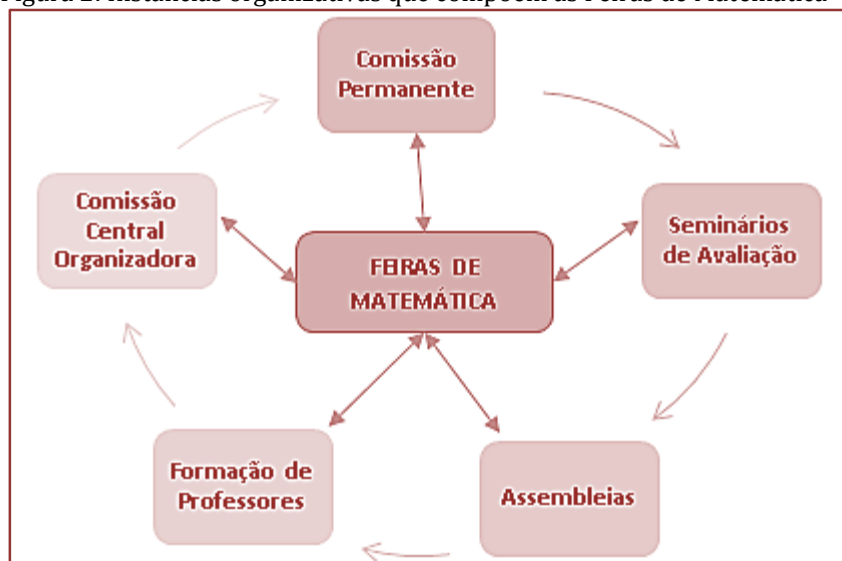 Figura 2: Instâncias organizativas que compõem as Feiras de Matemática
Comissão
Permanente
Seminários
de Avaliação
Assembleias
Formação de
Professores
Comissão
Central
Organizadora
FEIRAS DE
MATEMÁTICA